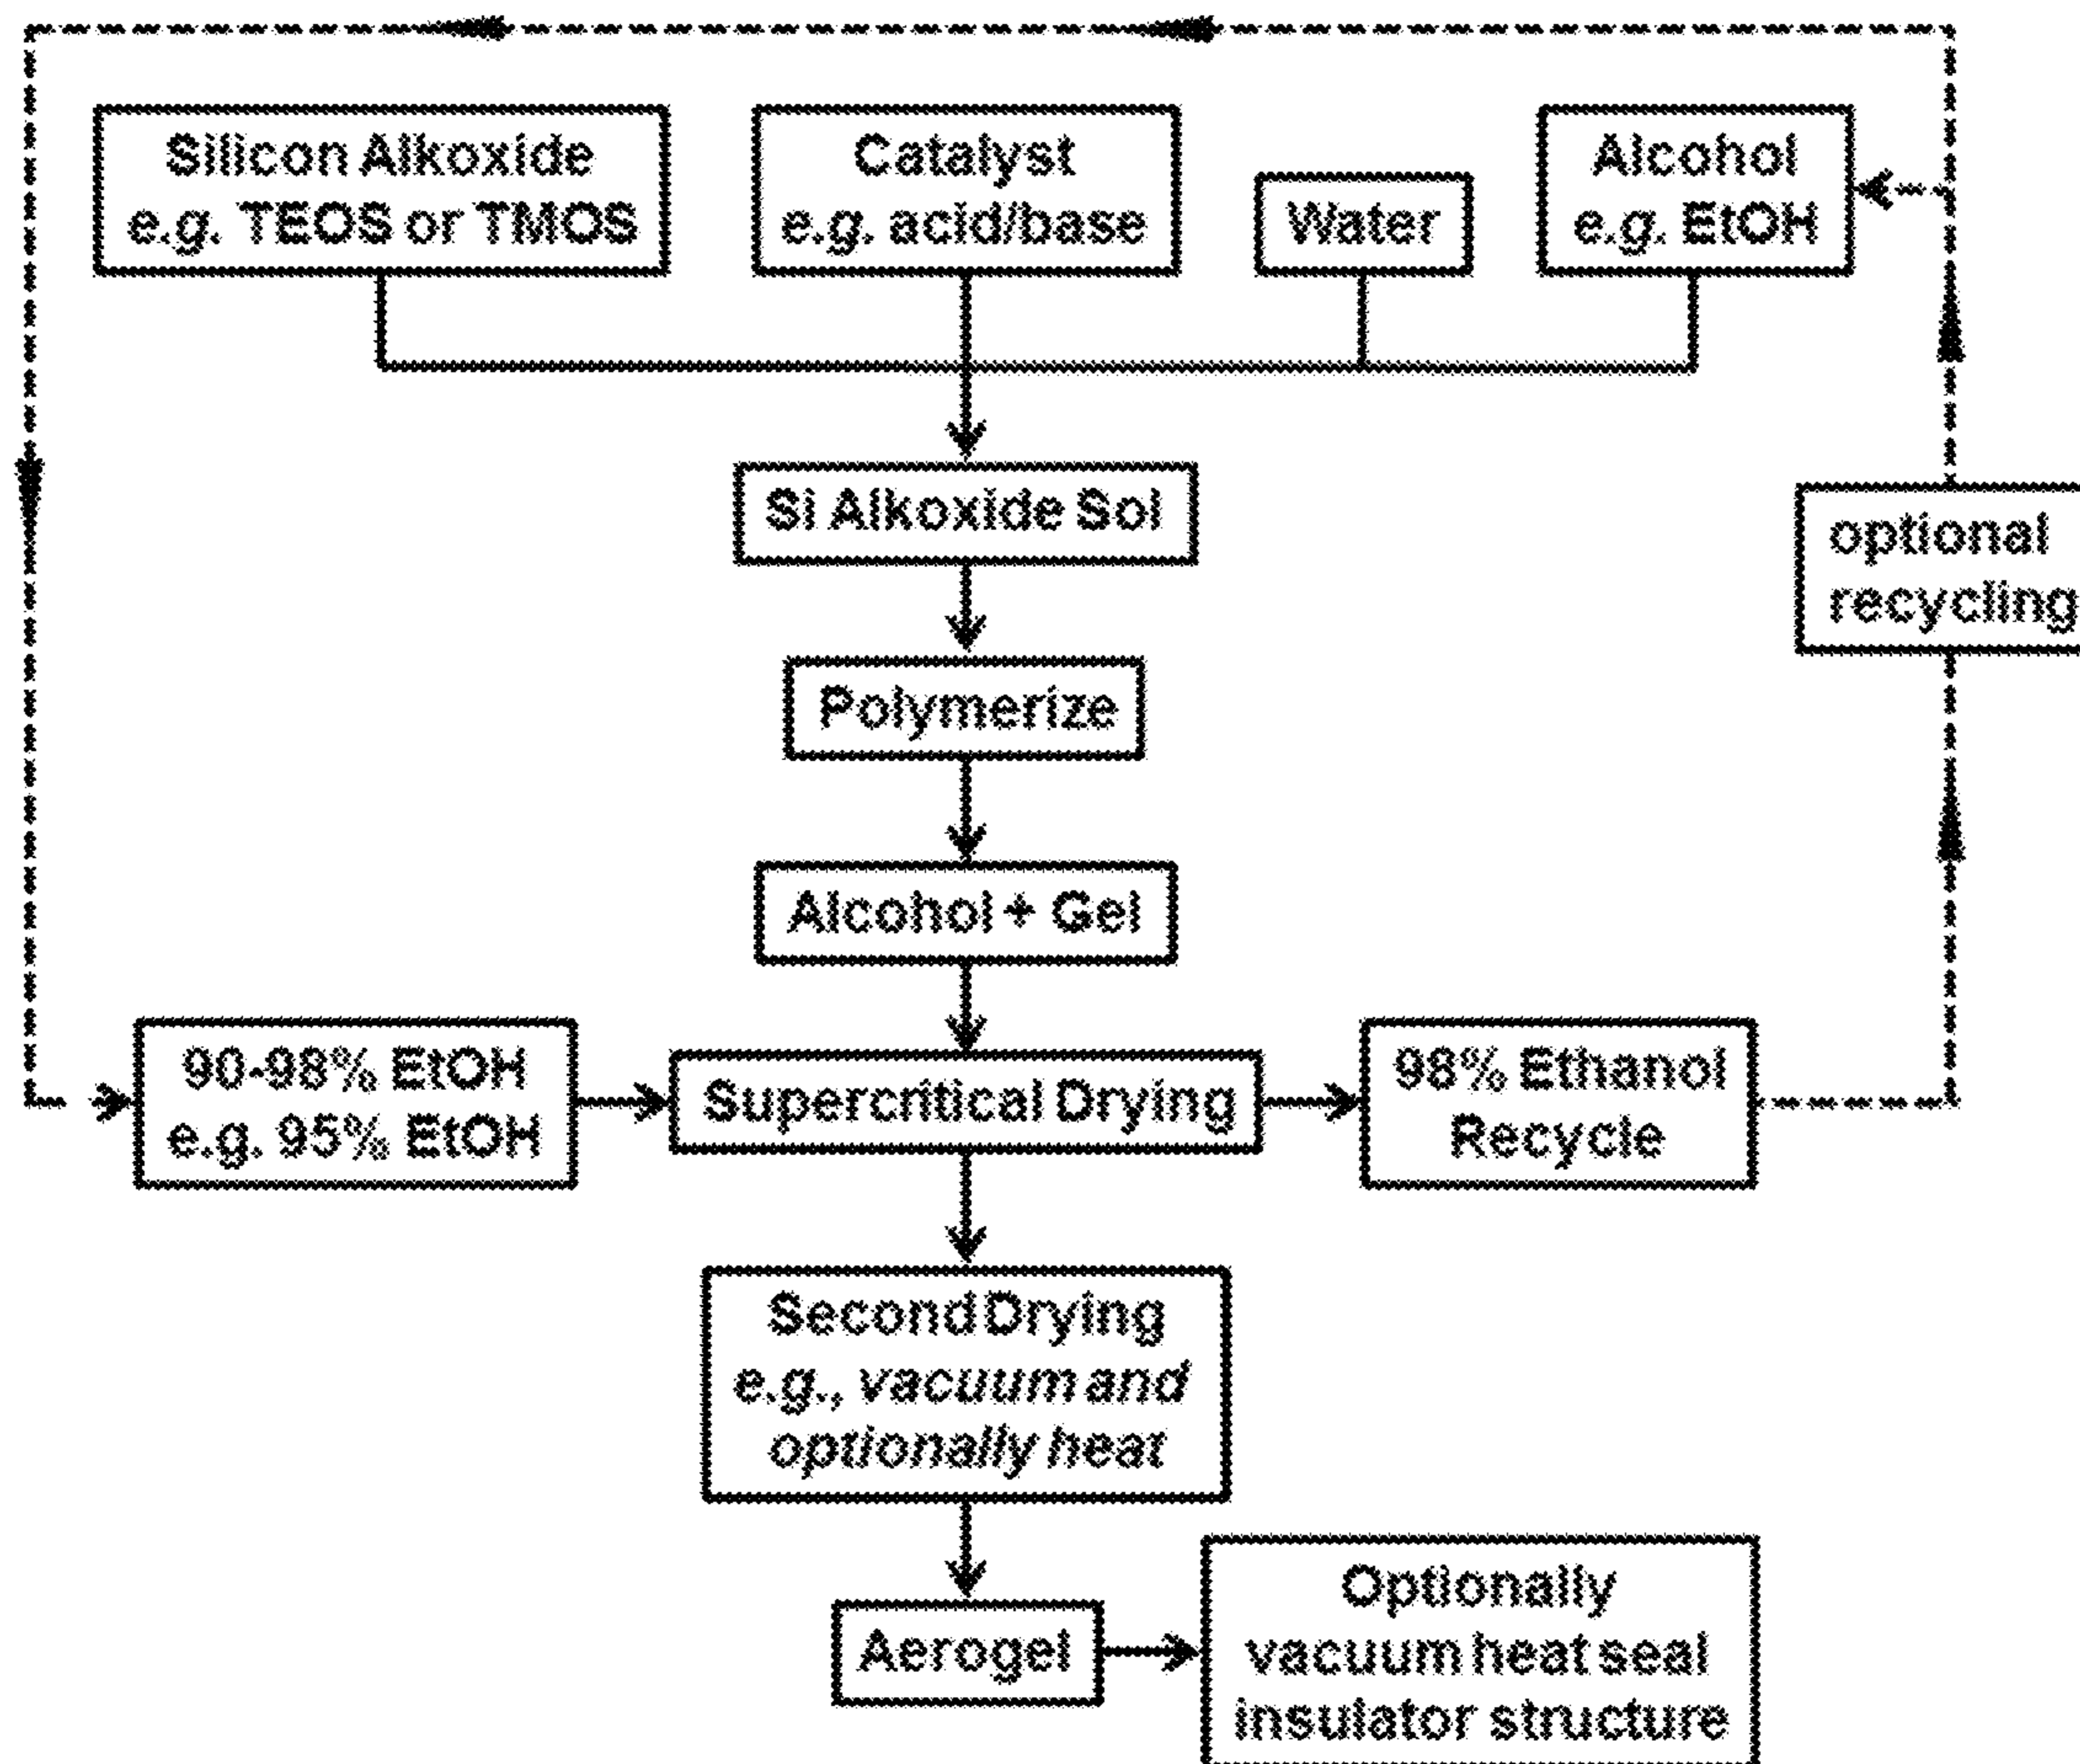 Silicon Alkoxide
e.g. TEOS or TMOS
Catalyst
e.g. acid/base
Water
Alcohol
e.g. EtOH
Si Alkoxide Sol
optional
recycling
Polymerize
Alcohol + Gel
90-98% EtOH
e.g. 95% EtOH
Supercritical Drying
98% Ethanol
Recycle
Second Drying
e.g., vacuum and
optionally heat
Aerogel
Optionally
vacuum heat seal
insulator structure